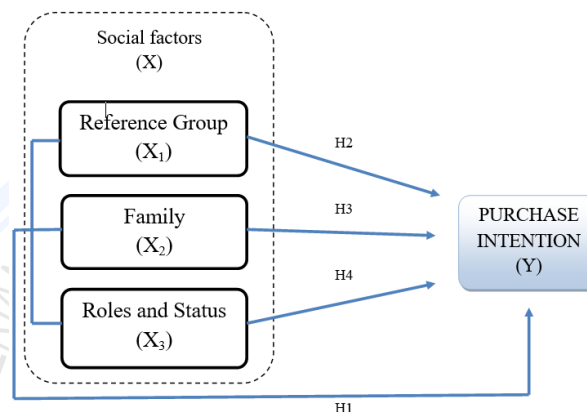 Social factors
(X)
Reference Group
(X₁)
H2
Family
(X₂)
H3
PURCHASE
INTENTION
(Y)
H4
Roles and Status
(X₃)
H1